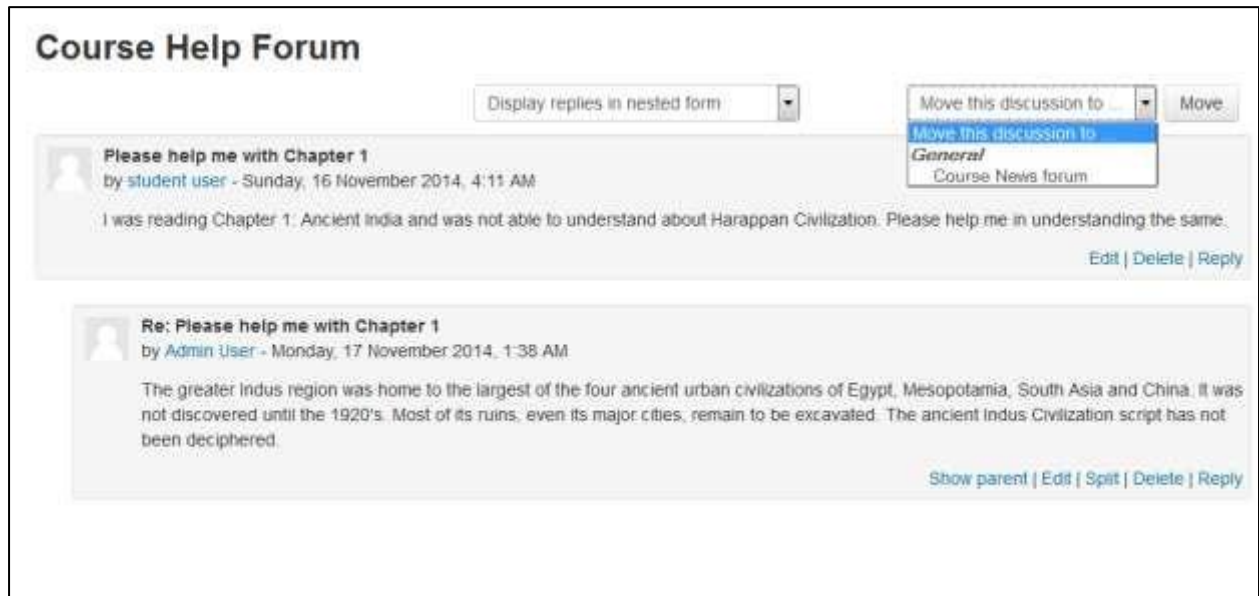 Course Help Forum
Display replies in nested form
Move this discussion to ...
Move
Move this discussion to
General
Course News forum
Please help me with Chapter 1
by student user - Sunday, 16 November 2014, 4:11 AM
I was reading Chapter 1: Ancient India and was not able to understand about Harappan Civilization. Please help me in understanding the same.
Edit | Delete | Reply
Re: Please help me with Chapter 1
by Admin User - Monday, 17 November 2014, 1:38 AM
The greater Indus region was home to the largest of the four ancient urban civilizations of Egypt, Mesopotamia, South Asia and China. It was
not discovered until the 1920's. Most of its ruins, even its major cities, remain to be excavated. The ancient Indus Civilization script has not
been deciphered.
Show parent | Edit | Split | Delete | Reply